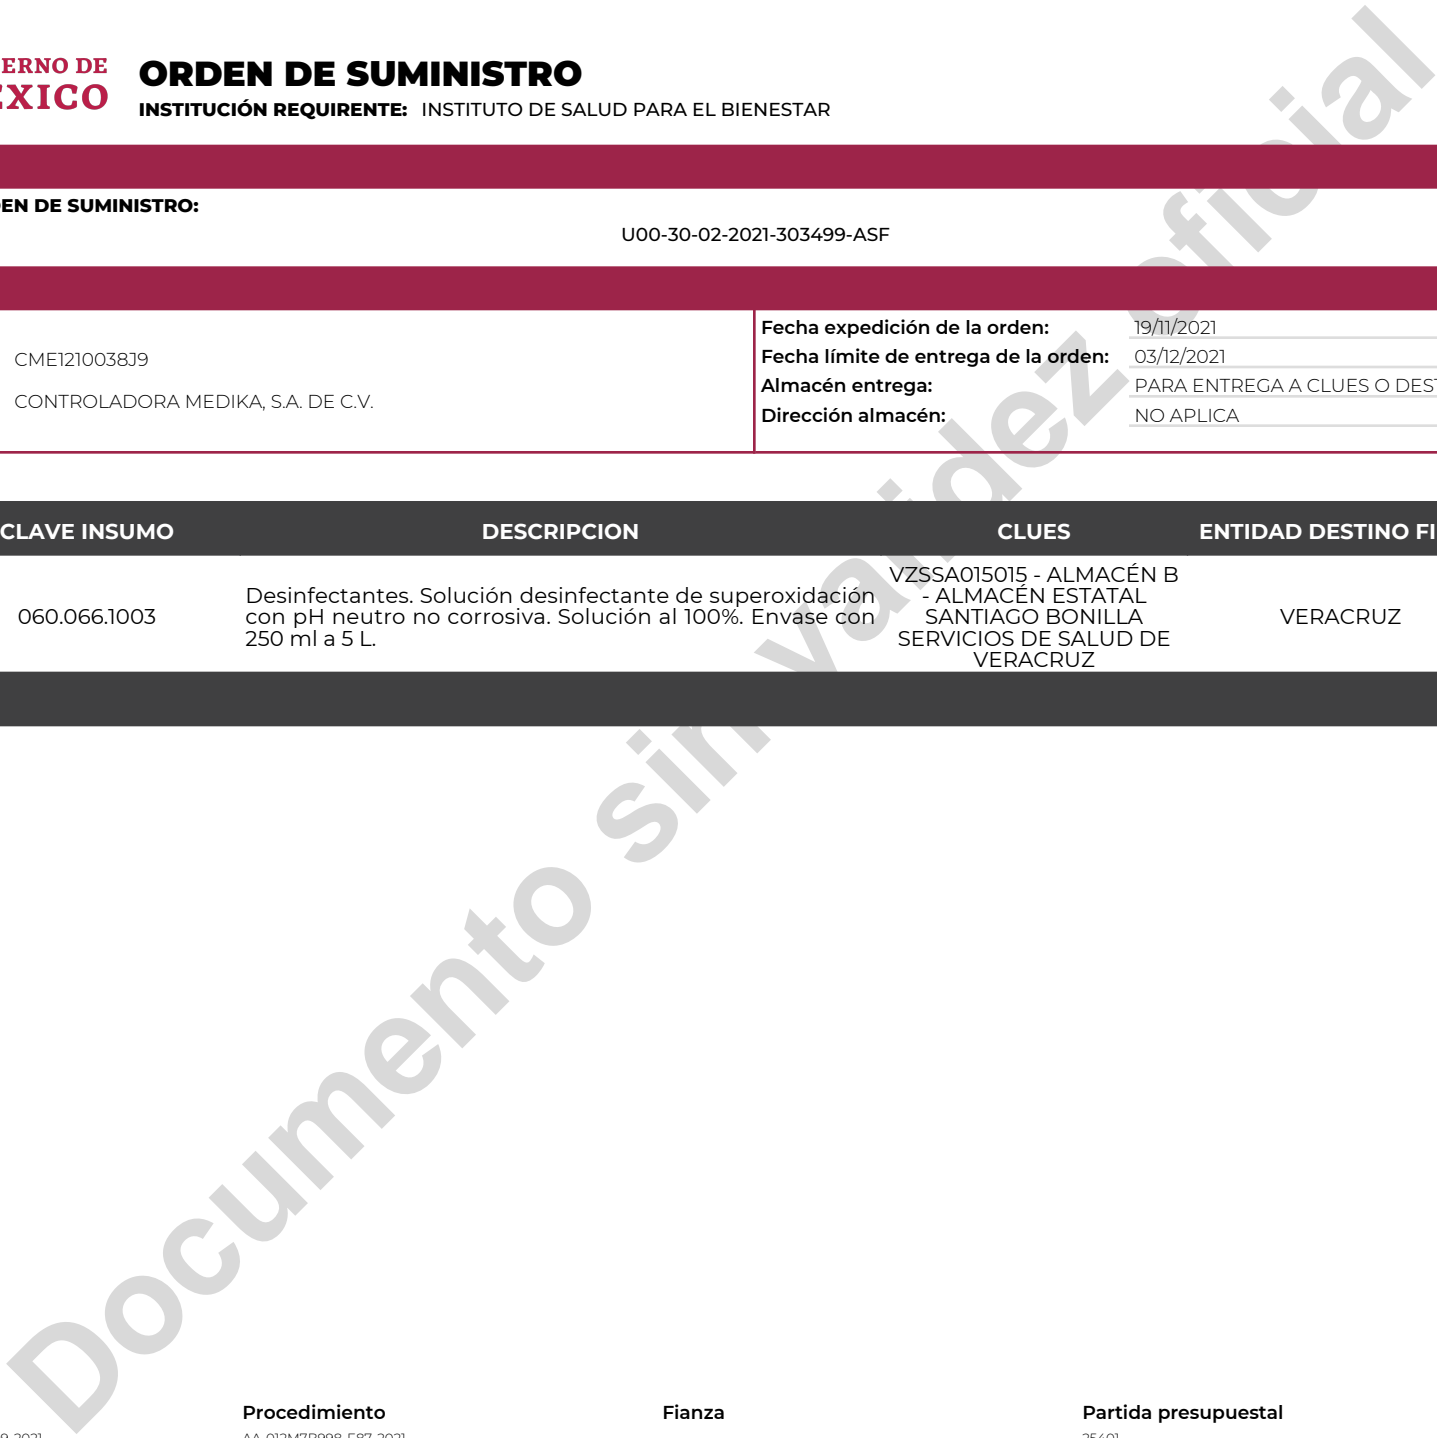 ERNO DE
EXICO
ORDEN DE SUMINISTRO
INSTITUCIÓN REQUIRENTE: INSTITUTO DE SALUD PARA EL BIENESTAR
EN DE SUMINISTRO:
U00-30-02-2021-303499-ASF
CME1210038J9
CONTROLADORA MEDIKA, S.A. DE C.V.
Fecha expedición de la orden: 19/11/2021
Fecha límite de entrega de la orden: 03/12/2021
Almacén entrega: PARA ENTREGA A CLUES O DEST
Dirección almacén: NO APLICA
CLAVE INSUMO DESCRIPCION CLUES ENTIDAD DESTINO FI
060.066.1003
Desinfectantes. Solución desinfectante de superoxidación
con pH neutro no corrosiva. Solución al 100%. Envase con
250 ml a 5 L.
VZSSA015015 - ALMACÉN B
- ALMACÉN ESTATAL
SANTIAGO BONILLA
SERVICIOS DE SALUD DE
VERACRUZ
VERACRUZ
Documento sin validez oficial
Procedimiento Fianza Partida presupuestal